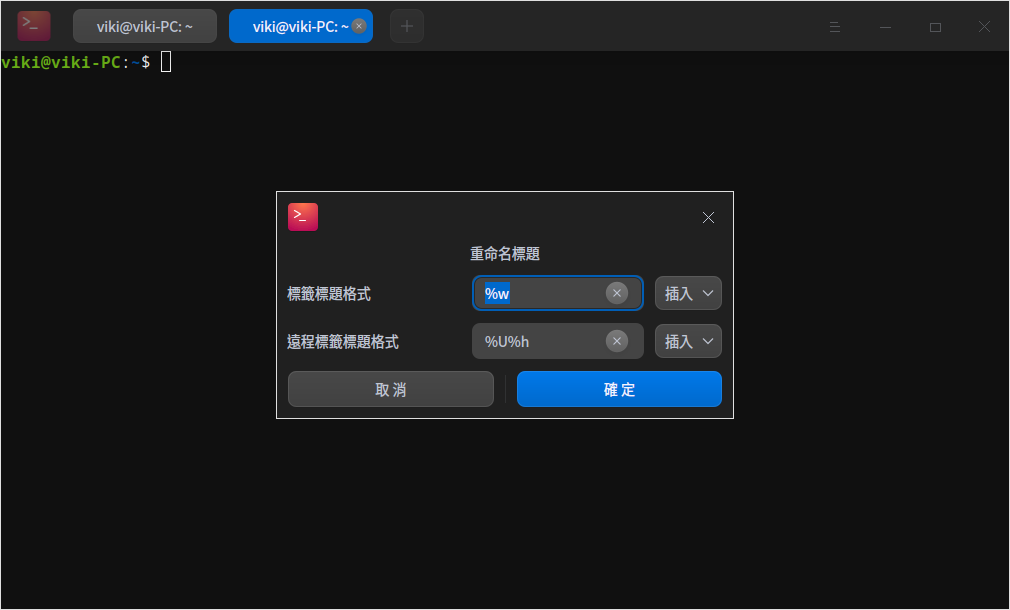 viki@viki-PC: ~
viki@viki-PC: ~
viki@viki-PC:~$
重命名標題
標籤標題格式 %w 插入
遠程標籤標題格式 %U%h 插入
取消 確定